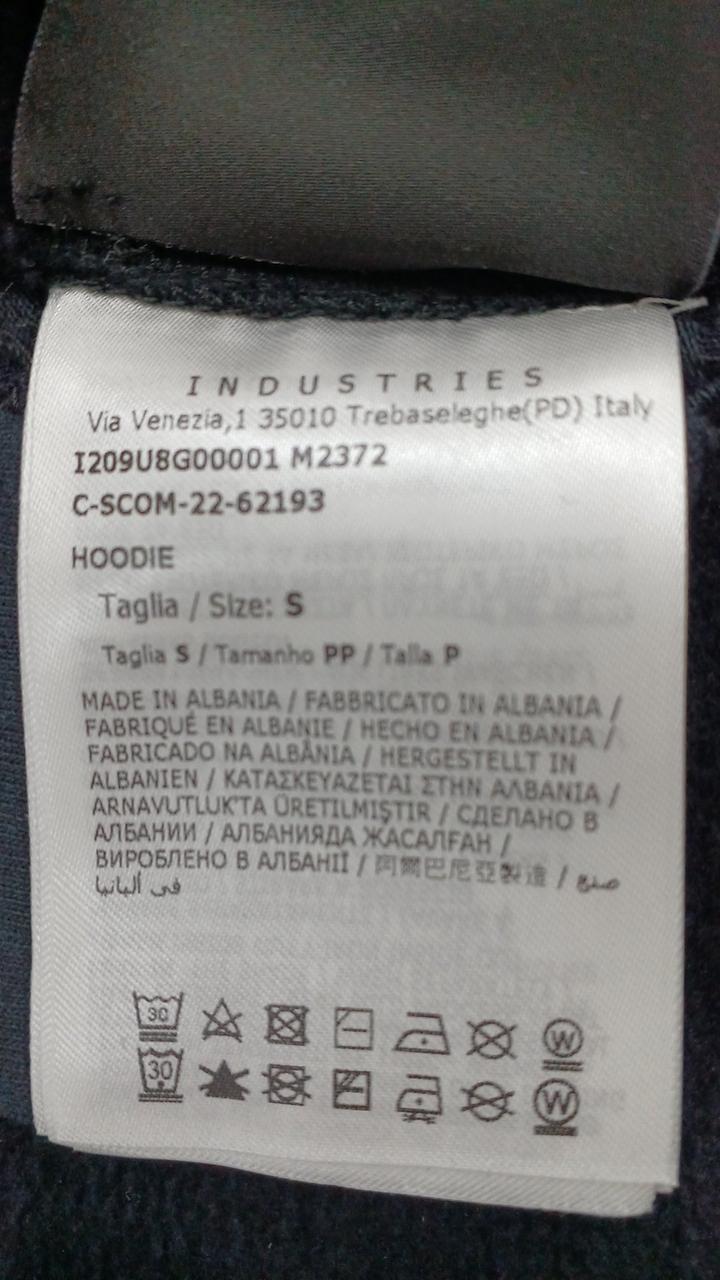 INDUSTRIES
Via Venezia,1 35010 Trebaseleghe(PD) Italy
I209U8G00001 M2372
C-SCOM-22-62193
HOODIE
Taglia / Size: S
Taglia S / Tamanho PP / Talla P
MADE IN ALBANIA / FABBRICATO IN ALBANIA /
FABRIQUÉ EN ALBANIE / HECHO EN ALBANIA /
FABRICADO NA ALBÂNIA / HERGESTELLT IN
ALBANIEN / ΚΑΤΑΣΚΕΥΑΖΕΤΑΙ ΣΤΗΝ ΑΛΒΑΝΙΑ /
ARNAVUTLUK'TA ÜRETILMIŞTIR / СДЕЛАНО В
АЛБАНИИ / АЛБАНИЯДА ЖАСАЛҒАН /
ВИРОБЛЕНО В АЛБАНІЇ / 阿爾巴尼亞製造 / صنع
في ألبانيا
30 W
30 W